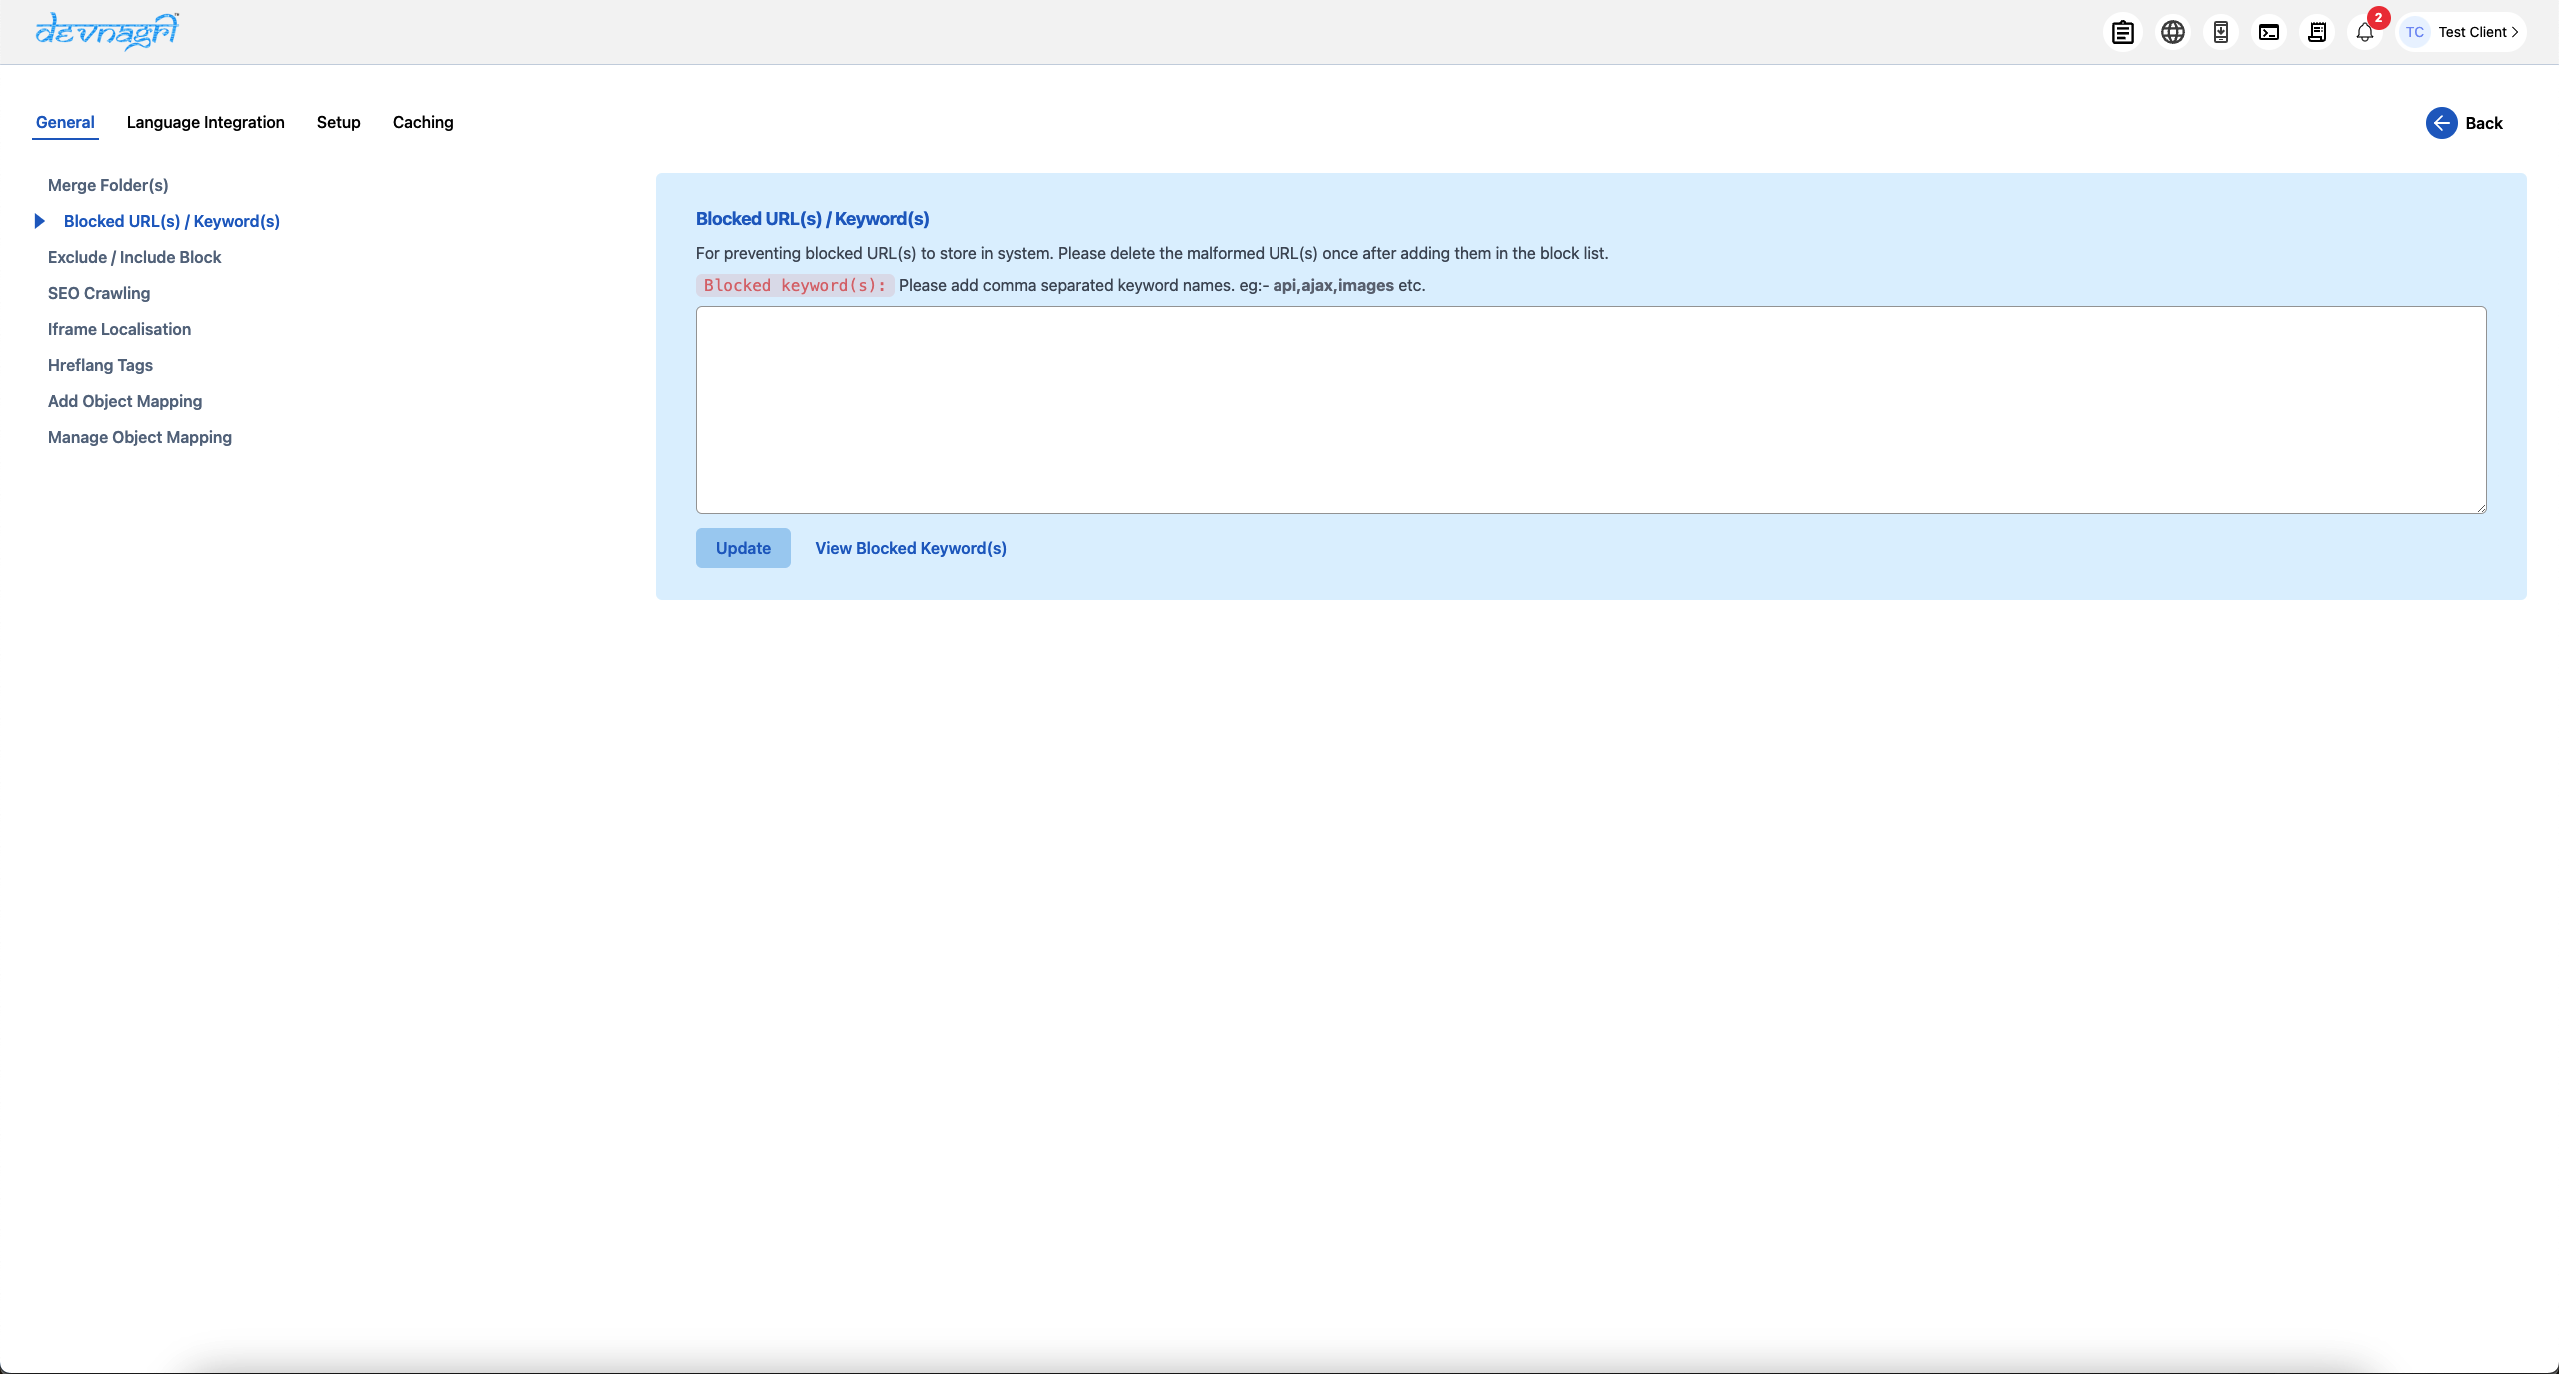 devnagri™
2
TC Test Client
General Language Integration Setup Caching
Back
Merge Folder(s)
Blocked URL(s) / Keyword(s)
Exclude / Include Block
SEO Crawling
Iframe Localisation
Hreflang Tags
Add Object Mapping
Manage Object Mapping
Blocked URL(s) / Keyword(s)
For preventing blocked URL(s) to store in system. Please delete the malformed URL(s) once after adding them in the block list.
Blocked keyword(s): Please add comma separated keyword names. eg:- api,ajax,images etc.
Update View Blocked Keyword(s)